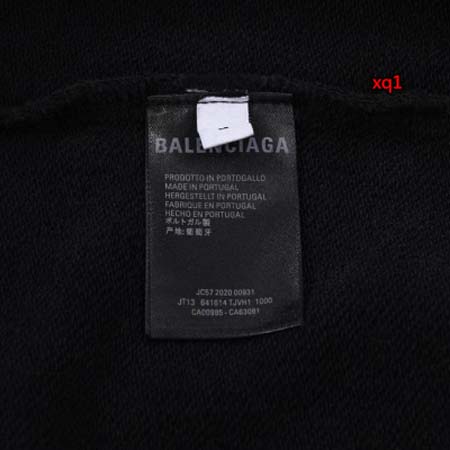 xq1
BALENCIAGA
PRODOTTO IN PORTOGALLO
MADE IN PORTUGAL
HERGESTELLT IN PORTUGAL
FABRIQUE EN PORTUGAL
HECHO EN PORTUGAL
ポルトガル製
产地:葡萄牙
JC57 2020 00931
JT13 641614 TJVH1 1000
CA00985 - CA63081